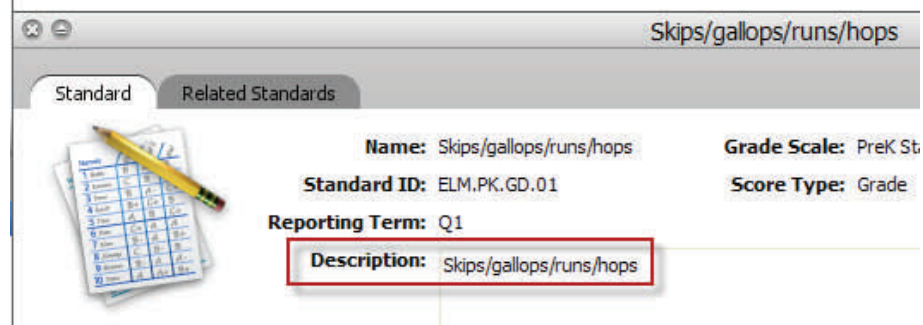 Skips/gallops/runs/hops
Standard Related Standards
Name: Skips/gallops/runs/hops Grade Scale: PreK Sta
Standard ID: ELM.PK.GD.01 Score Type: Grade
Reporting Term: Q1
Description: Skips/gallops/runs/hops